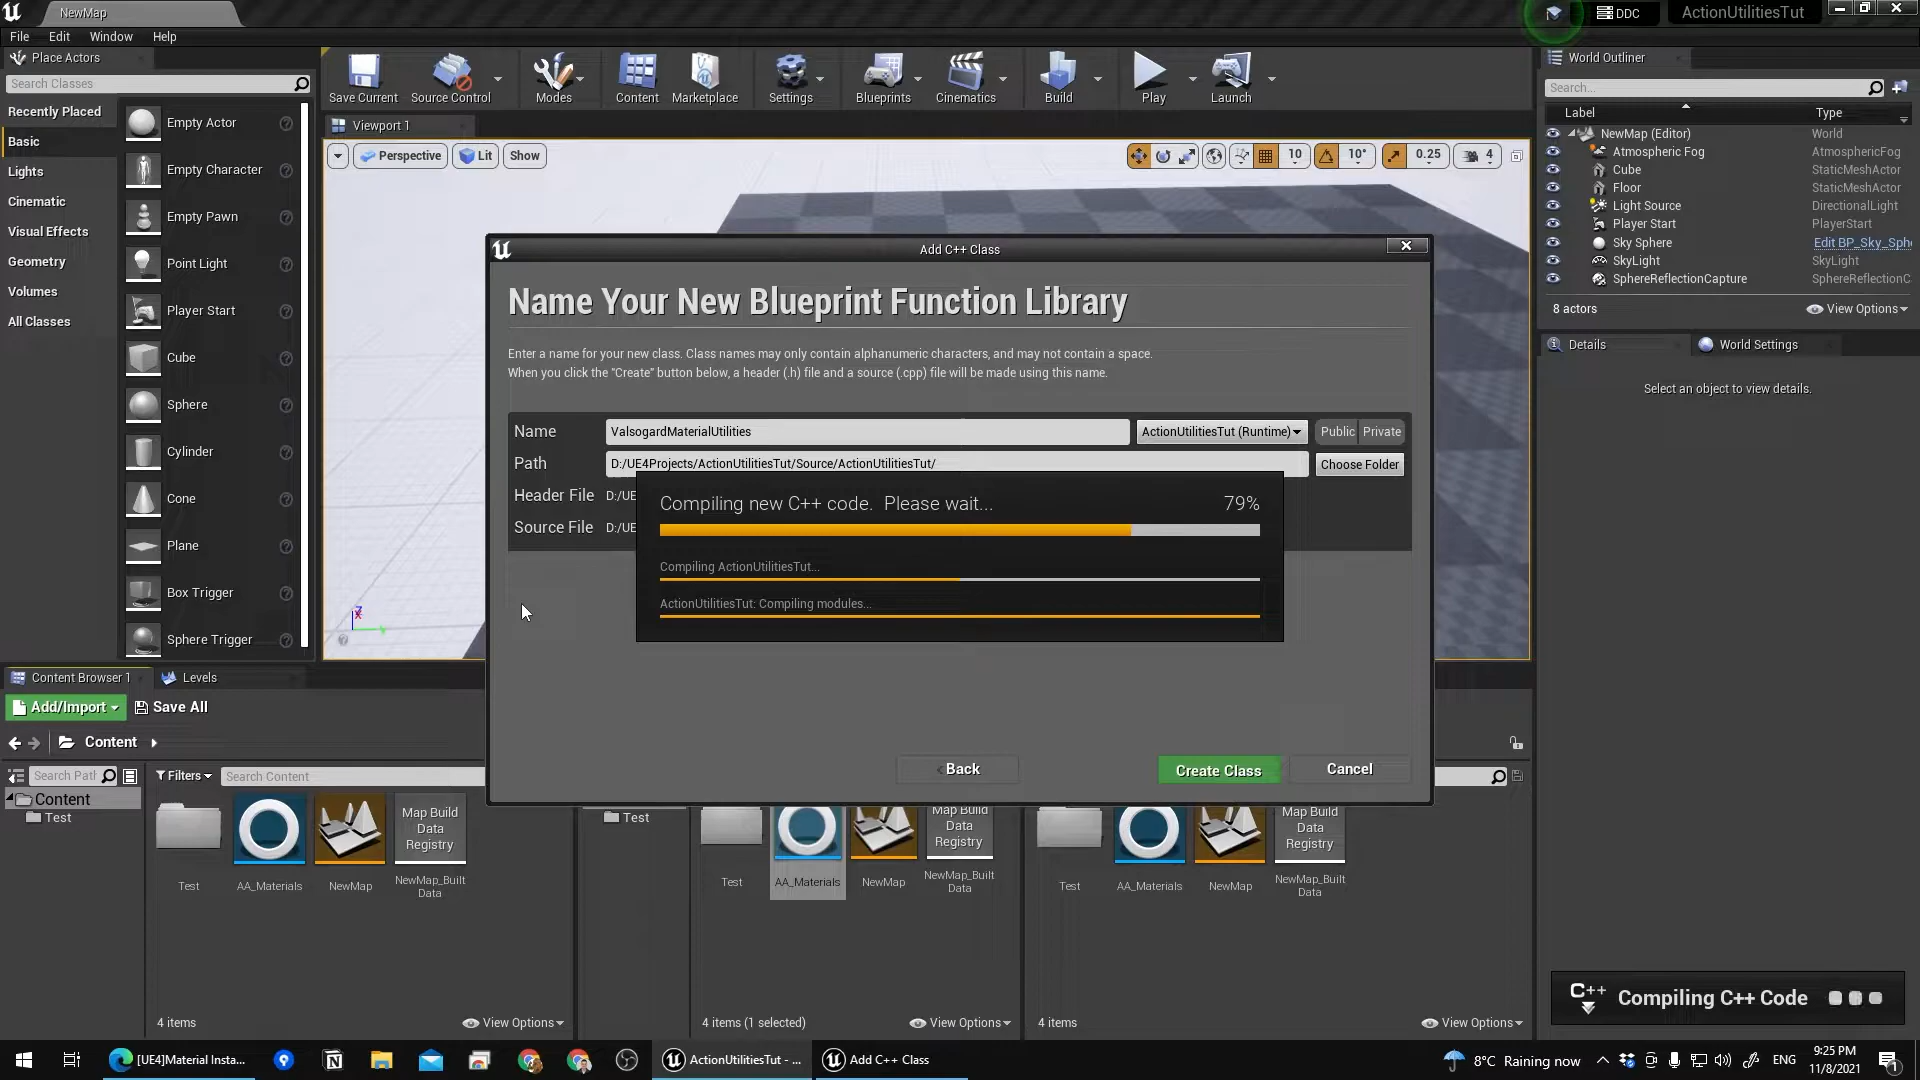 NewMap
DDC
ActionUtilitiesTut
File Edit Window Help
Place Actors
Search Classes
Recently Placed
Basic
Lights
Cinematic
Visual Effects
Geometry
Volumes
All Classes
Empty Actor
Empty Character
Empty Pawn
Point Light
Player Start
Cube
Sphere
Cylinder
Cone
Plane
Box Trigger
Sphere Trigger
Save Current
Source Control
Modes
Content
Marketplace
Settings
Blueprints
Cinematics
Build
Play
Launch
Viewport 1
Perspective
Lit
Show
10
10°
0.25
4
World Outliner
Search...
Label Type
NewMap (Editor) World
Atmospheric Fog AtmosphericFog
Cube StaticMeshActor
Floor StaticMeshActor
Light Source DirectionalLight
Player Start PlayerStart
Sky Sphere Edit BP_Sky_Sph
SkyLight SkyLight
SphereReflectionCapture SphereReflectionC
8 actors
View Options
Details
World Settings
Select an object to view details.
Add C++ Class
Name Your New Blueprint Function Library
Enter a name for your new class. Class names may only contain alphanumeric characters, and may not contain a space.
When you click the "Create" button below, a header (.h) file and a source (.cpp) file will be made using this name.
Name ValsogardMaterialUtilities ActionUtilitiesTut (Runtime) Public Private
Path D:/UE4Projects/ActionUtilitiesTut/Source/ActionUtilitiesTut/ Choose Folder
Header File D:/UE
Source File D:/UE
Compiling new C++ code. Please wait... 79%
Compiling ActionUtilitiesTut...
ActionUtilitiesTut: Compiling modules...
Back
Create Class
Cancel
Content Browser 1
Levels
Add/Import
Save All
Content
Search Pat
Filters
Search Content
Content
Test
Test
AA_Materials
NewMap
Map Build
Data
Registry
NewMap_Built
Data
4 items
View Options
Test
Test
AA_Materials
NewMap
Map Build
Data
Registry
NewMap_Built
Data
4 items (1 selected)
View Options
Test
AA_Materials
NewMap
Map Build
Data
Registry
NewMap_Built
Data
4 items
View Options
C++
Compiling C++ Code
[UE4]Material Insta...
ActionUtilitiesTut - ...
Add C++ Class
8°C Raining now
ENG
9:25 PM
11/8/2021
1